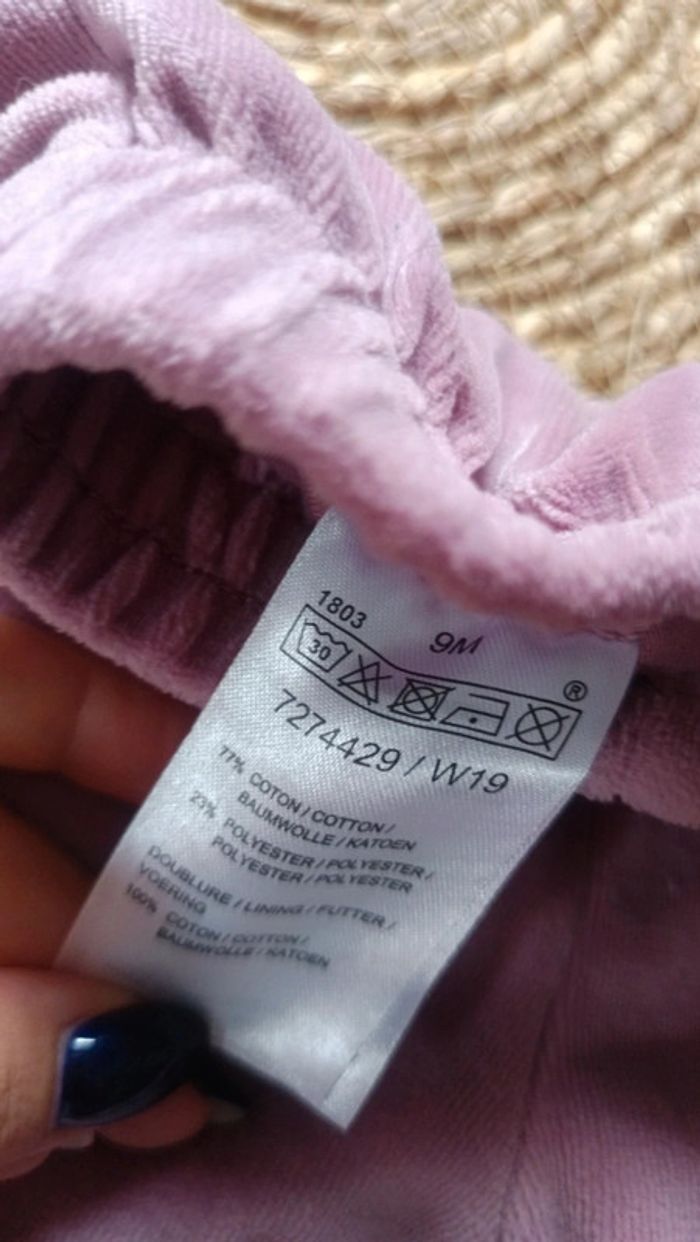 1803 9M
30 ®
7274429 / W19
77% COTON / COTTON /
BAUMWOLLE / KATOEN
23% POLYESTER / POLYESTER /
POLYESTER / POLYESTER
DOUBLURE / LINING / FUTTER /
VOERING
100% COTON / COTTON /
BAUMWOLLE / KATOEN